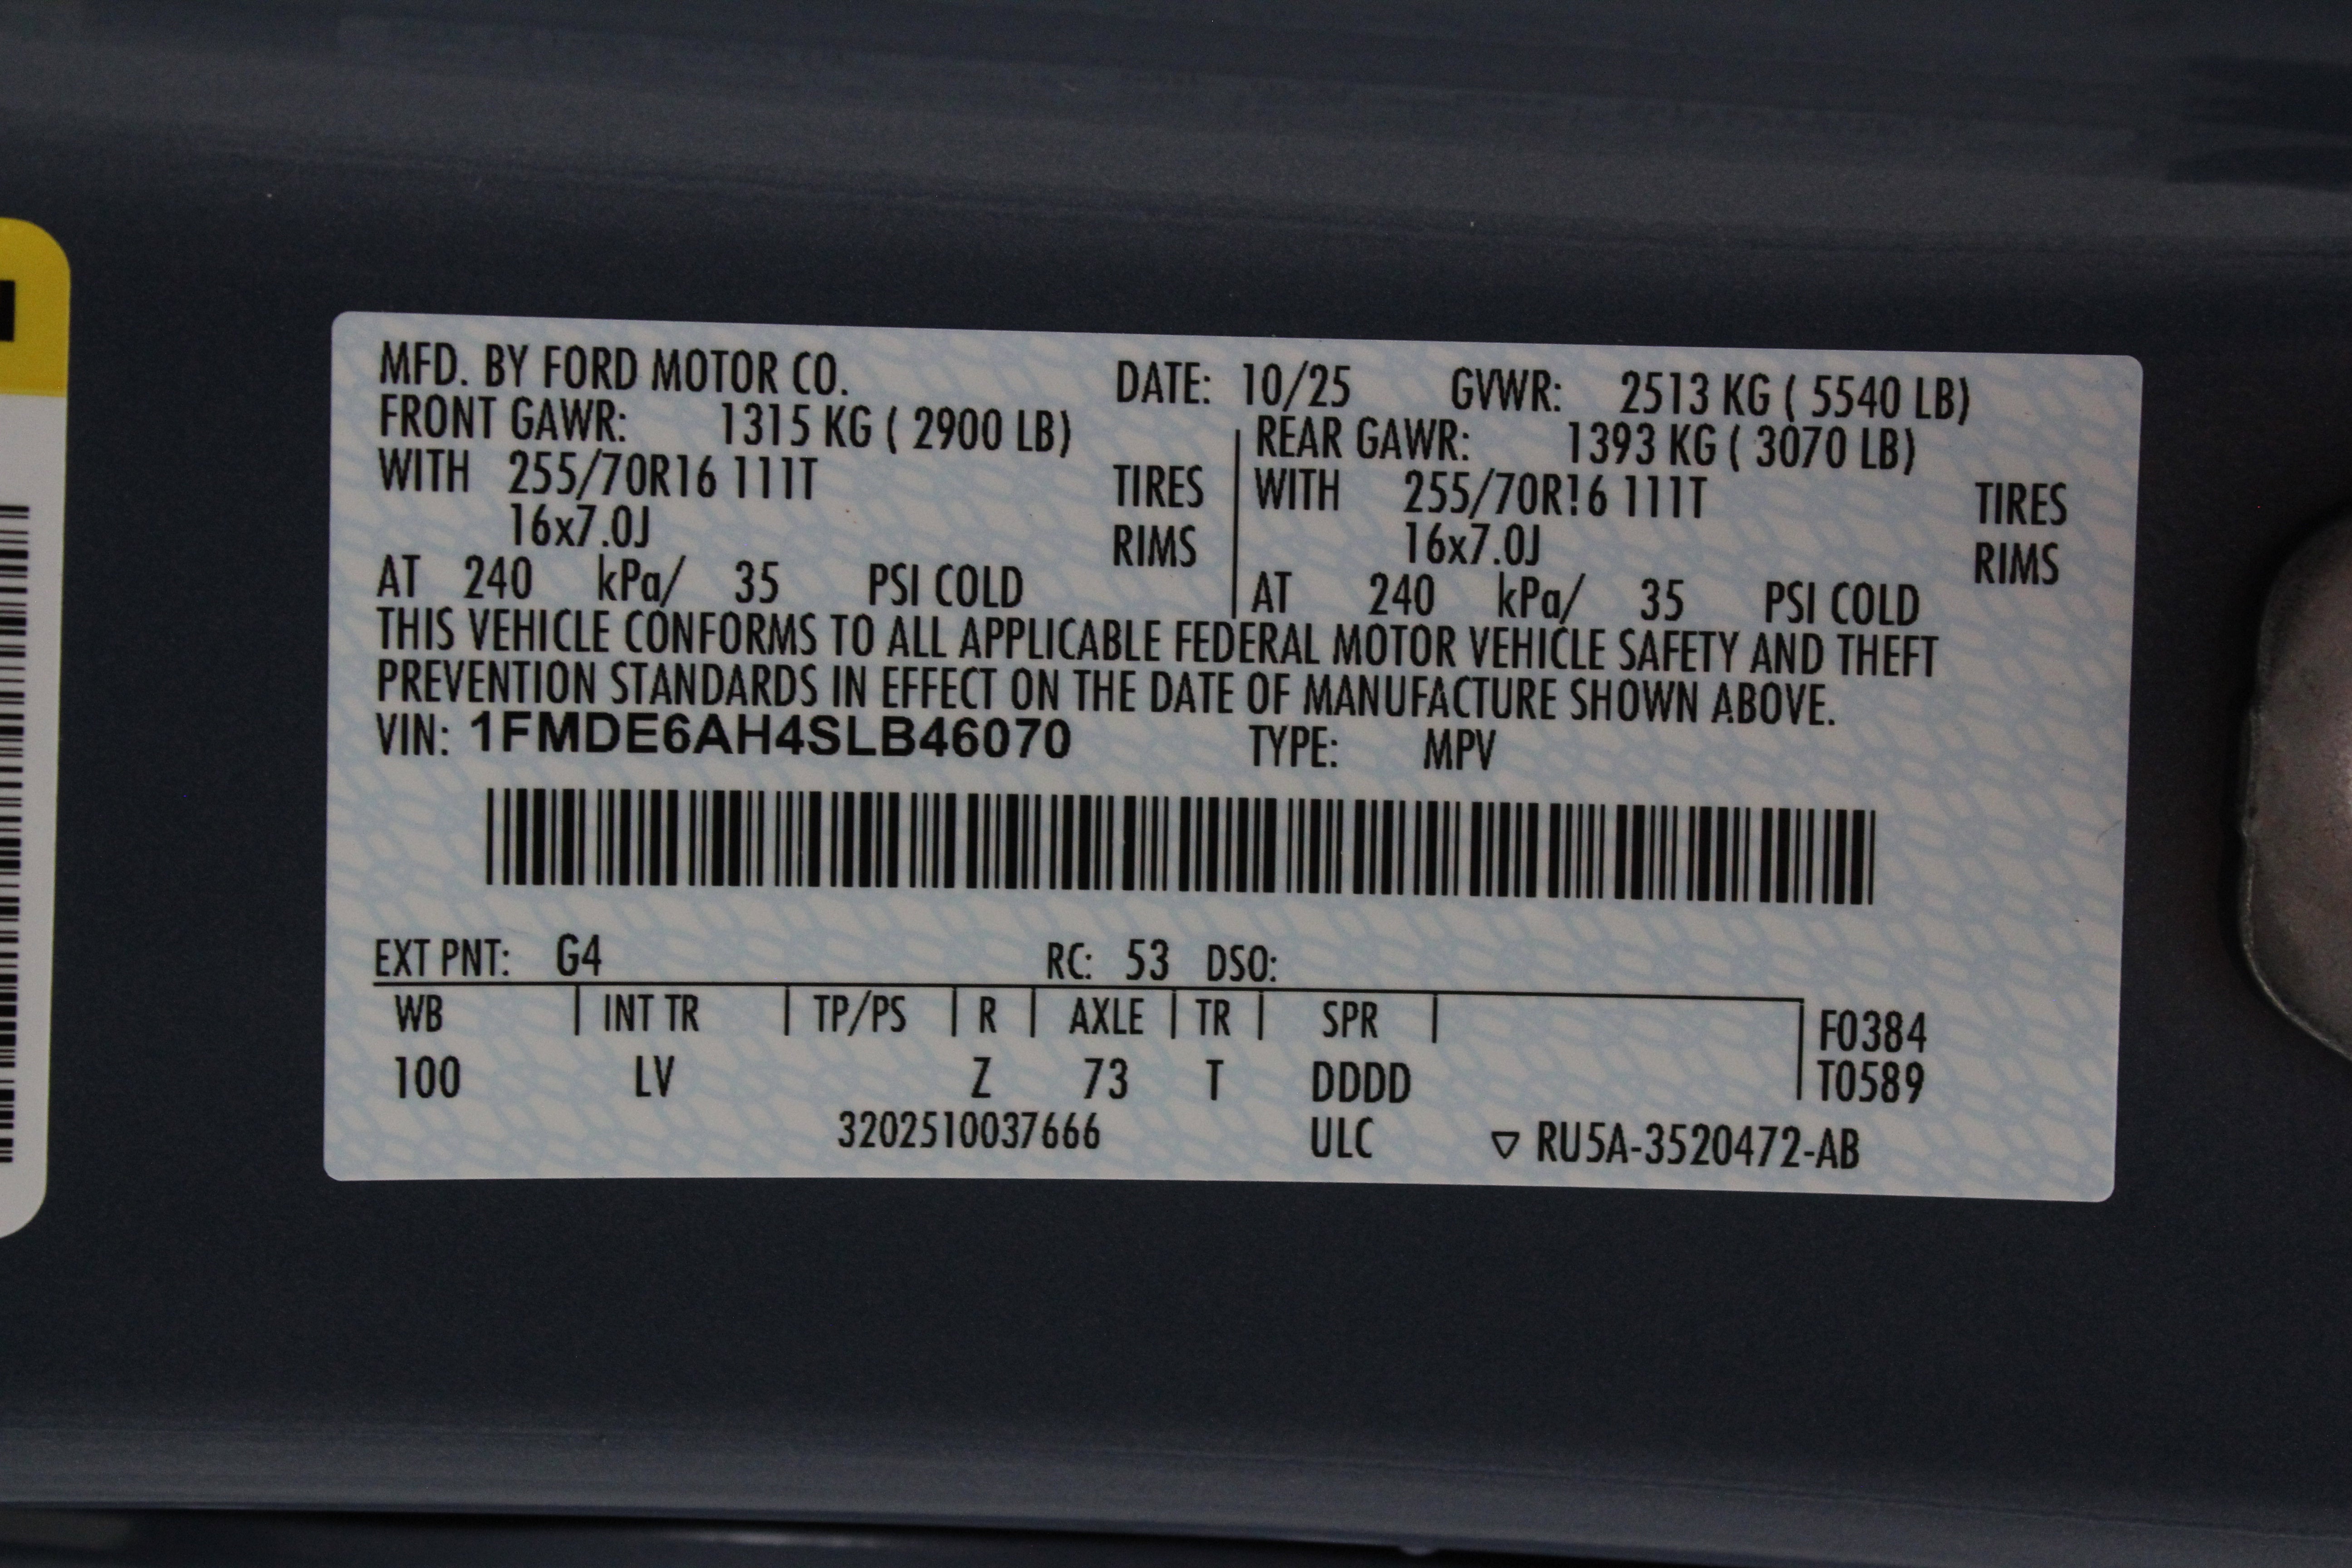 MFD. BY FORD MOTOR CO. DATE: 10/25 GVWR: 2513 KG ( 5540 LB)
FRONT GAWR: 1315 KG ( 2900 LB) REAR GAWR: 1393 KG ( 3070 LB)
WITH 255/70R16 111T TIRES WITH 255/70R!6 111T TIRES
16x7.0J RIMS 16x7.0J RIMS
AT 240 kPa/ 35 PSI COLD AT 240 kPa/ 35 PSI COLD
THIS VEHICLE CONFORMS TO ALL APPLICABLE FEDERAL MOTOR VEHICLE SAFETY AND THEFT
PREVENTION STANDARDS IN EFFECT ON THE DATE OF MANUFACTURE SHOWN ABOVE.
VIN: 1FMDE6AH4SLB46070 TYPE: MPV
EXT PNT: G4 RC: 53 DSO:
WB INT TR TP/PS R AXLE TR SPR F0384
100 LV Z 73 T DDDD T0589
3202510037666 ULC ▽ RU5A-3520472-AB